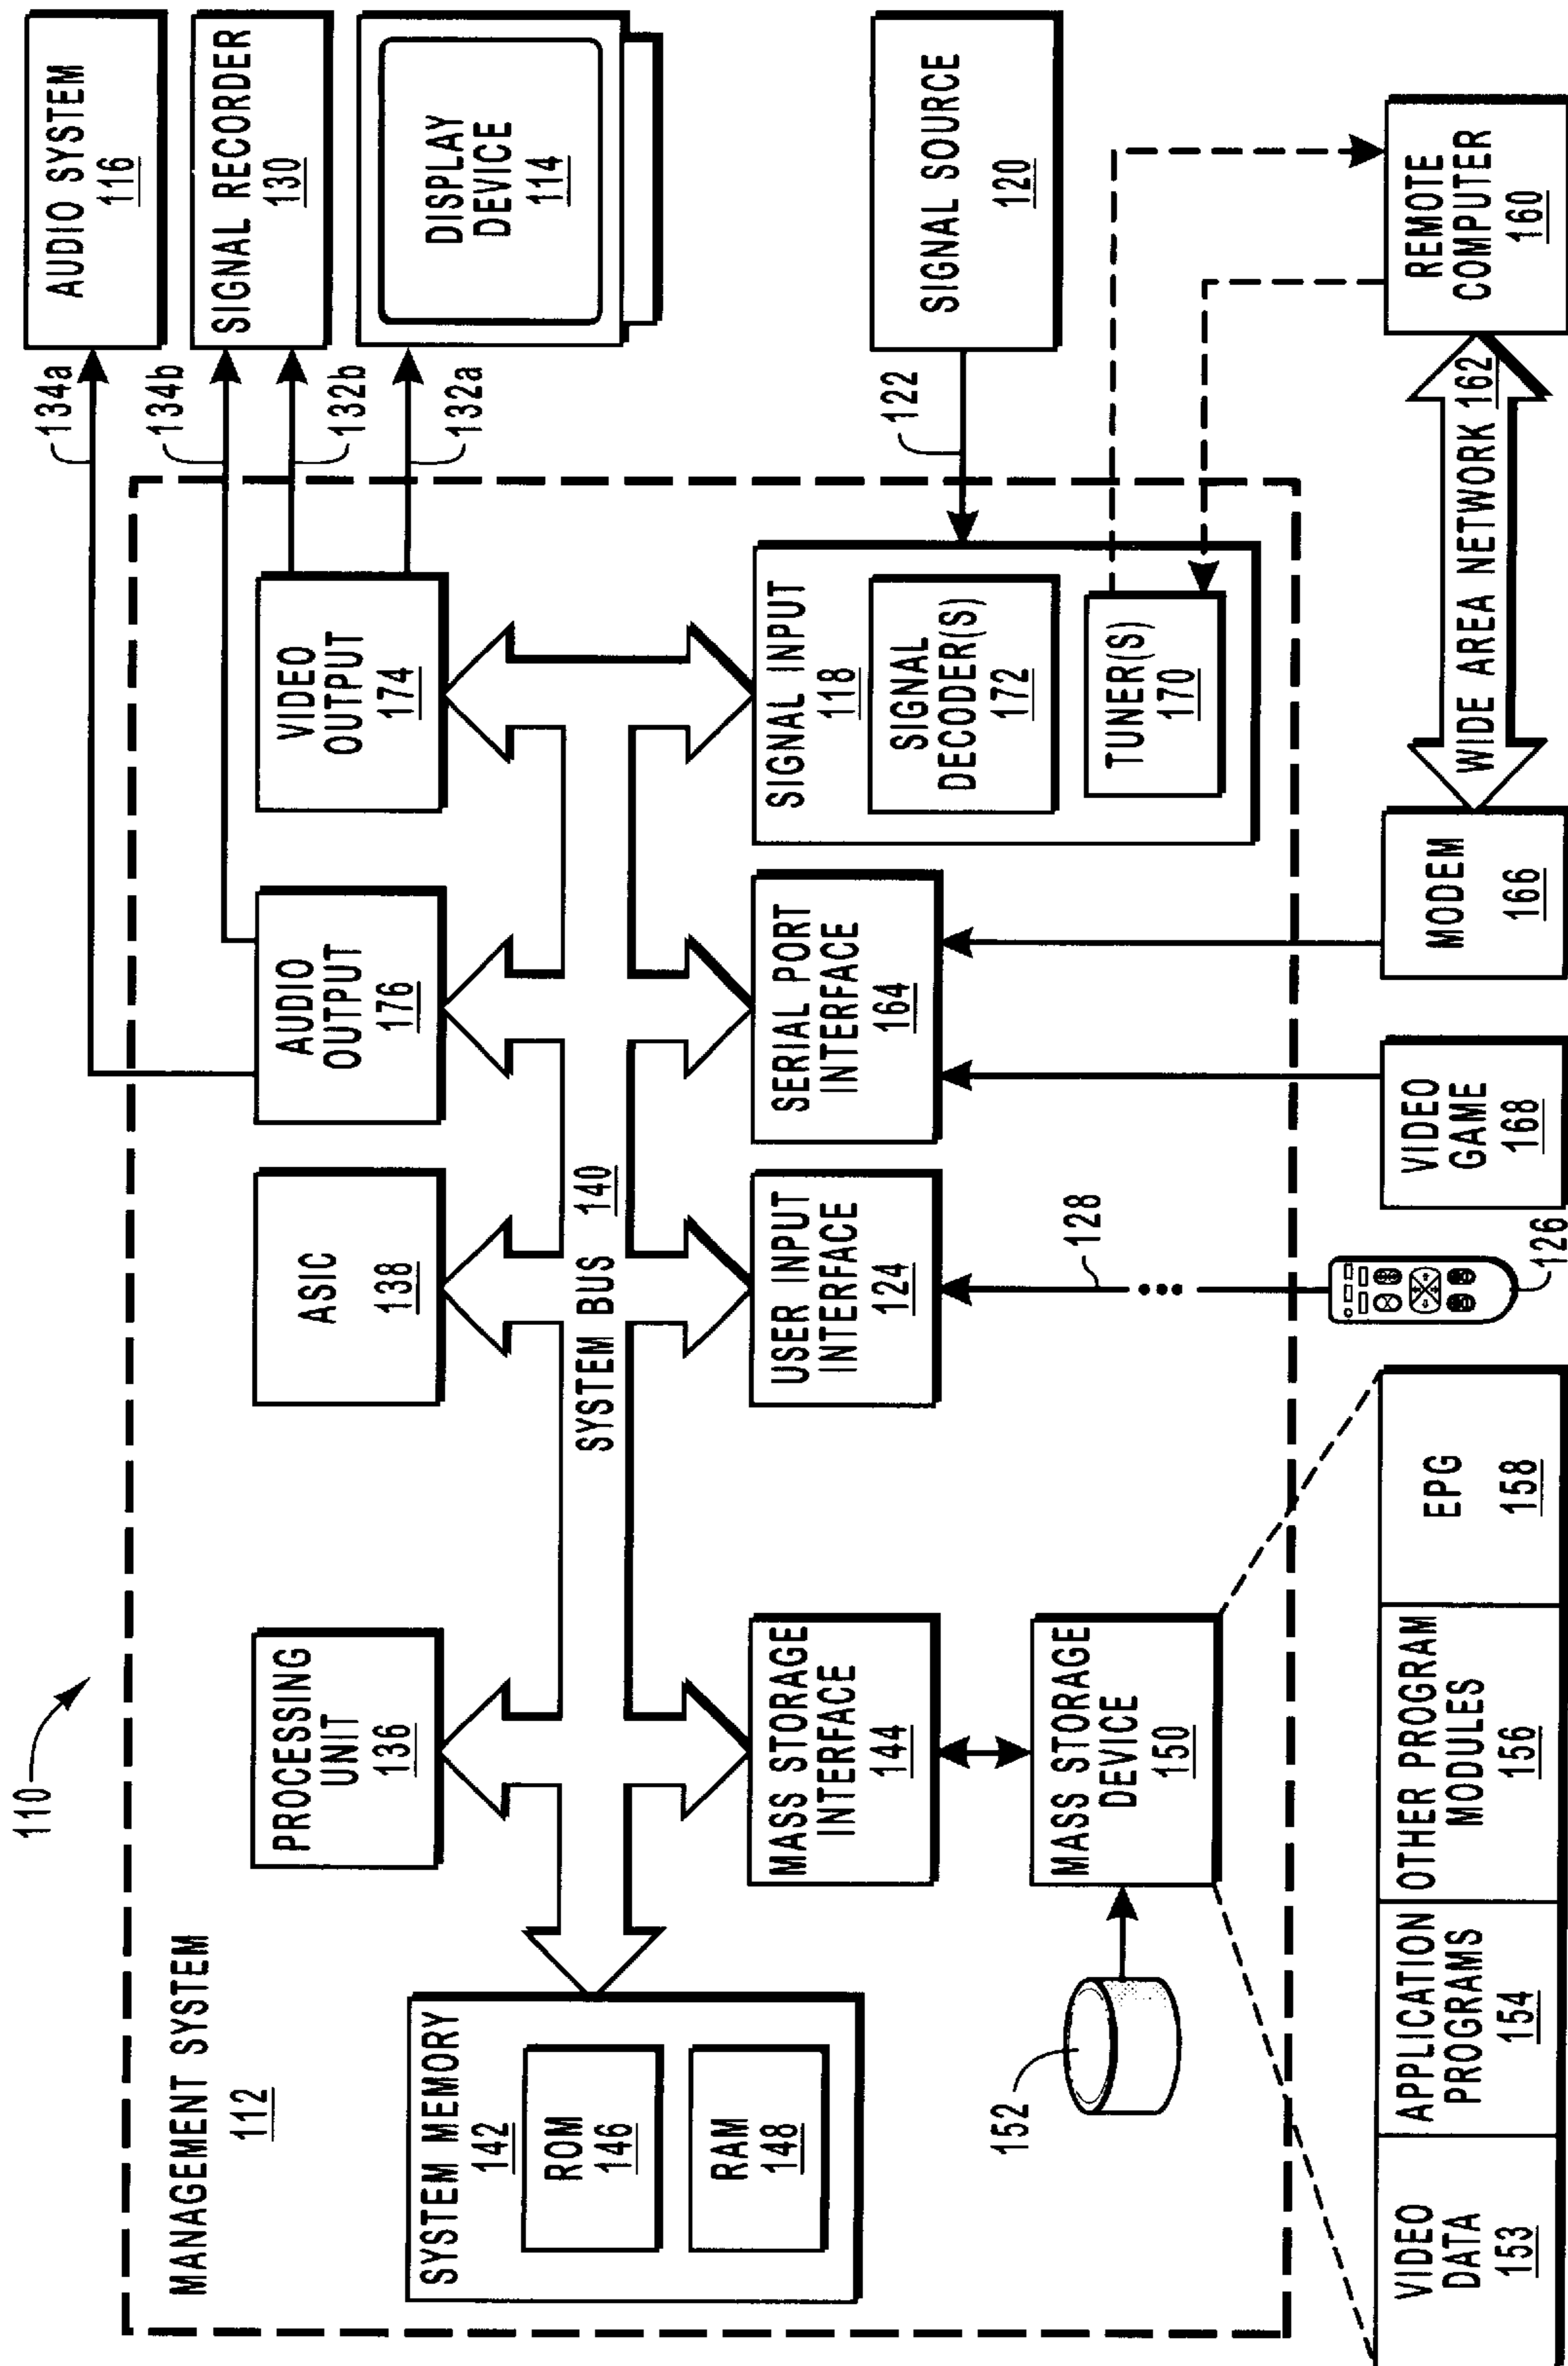 110
MANAGEMENT SYSTEM
112
AUDIO SYSTEM
116
134a
SIGNAL RECORDER
130
134b
132b
DISPLAY
DEVICE
114
132a
PROCESSING
UNIT
136
ASIC
138
AUDIO
OUTPUT
176
VIDEO
OUTPUT
174
SYSTEM MEMORY
142
ROM
146
RAM
148
SYSTEM BUS 140
MASS STORAGE
INTERFACE
144
USER INPUT
INTERFACE
124
SERIAL PORT
INTERFACE
164
SIGNAL INPUT
118
SIGNAL
DECODER(S)
172
TUNER(S)
170
122
SIGNAL SOURCE
120
152
MASS STORAGE
DEVICE
150
128
126
VIDEO
DATA
153
APPLICATION
PROGRAMS
154
OTHER PROGRAM
MODULES
156
EPG
158
VIDEO
GAME
168
MODEM
166
WIDE AREA NETWORK 162
REMOTE
COMPUTER
160